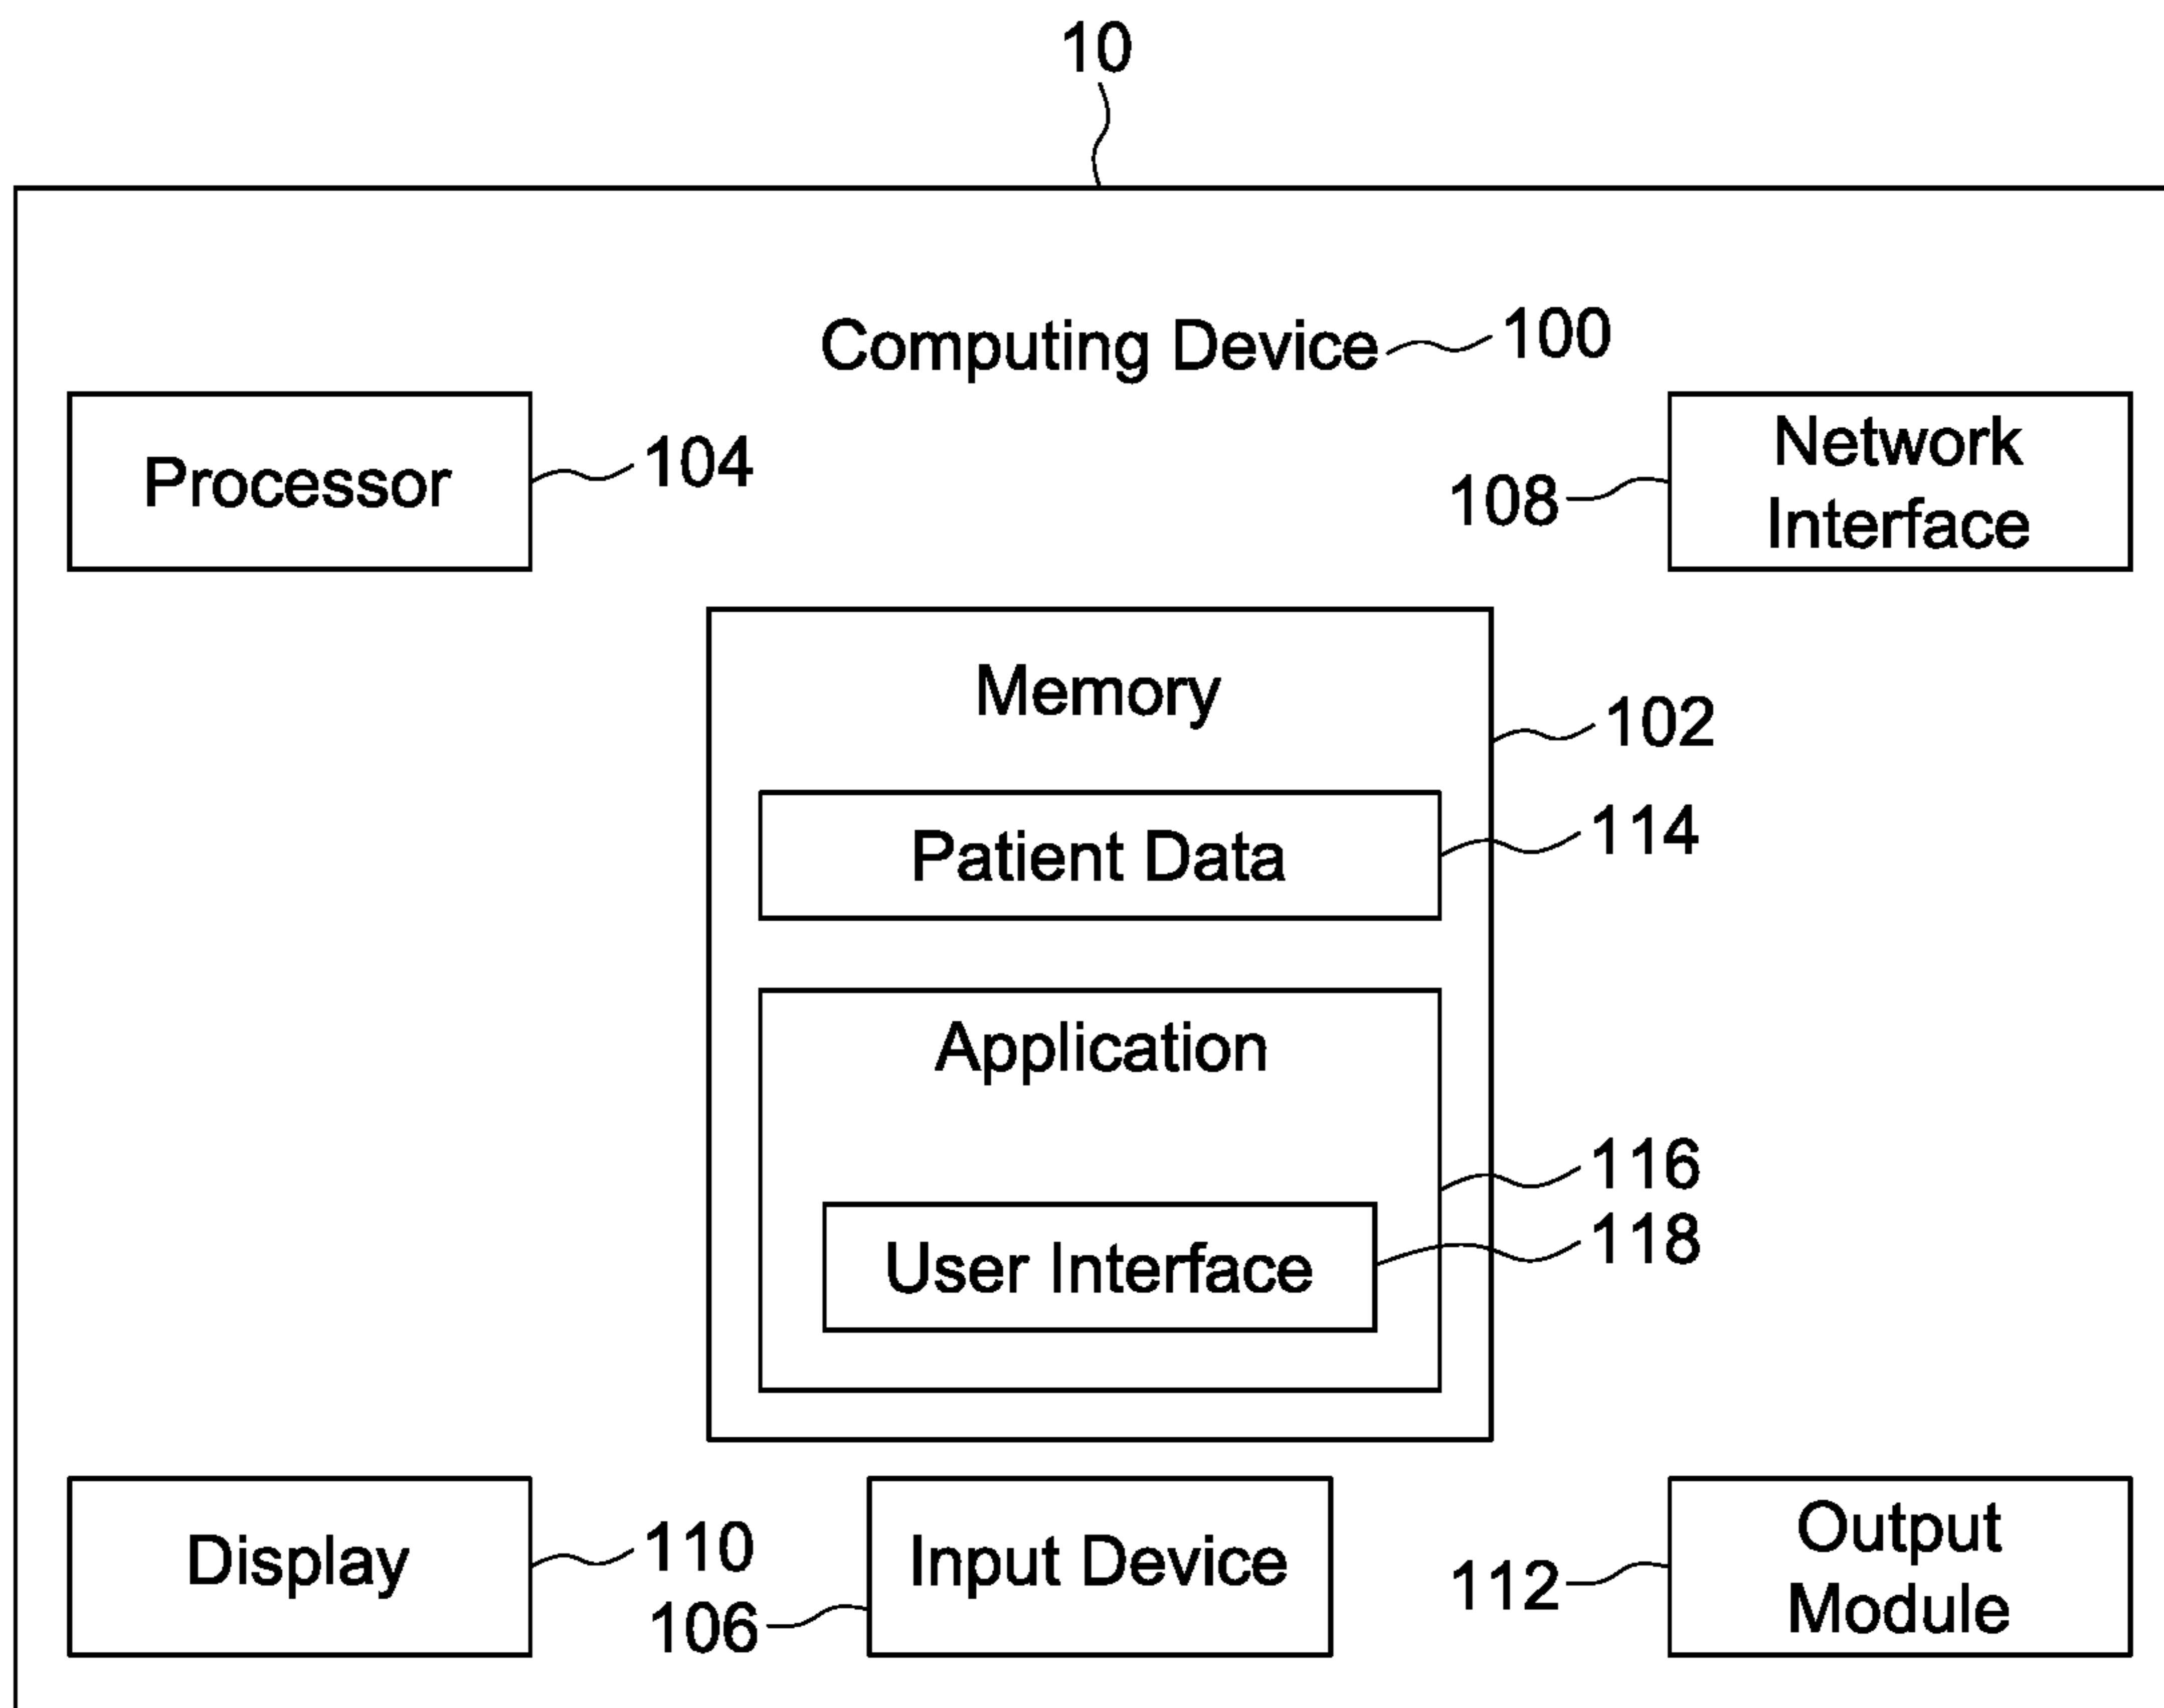 10
Computing Device 100
Processor 104
108 Network
Interface
Memory
102
Patient Data 114
Application
116
User Interface 118
Display 110
106 Input Device
112 Output
Module